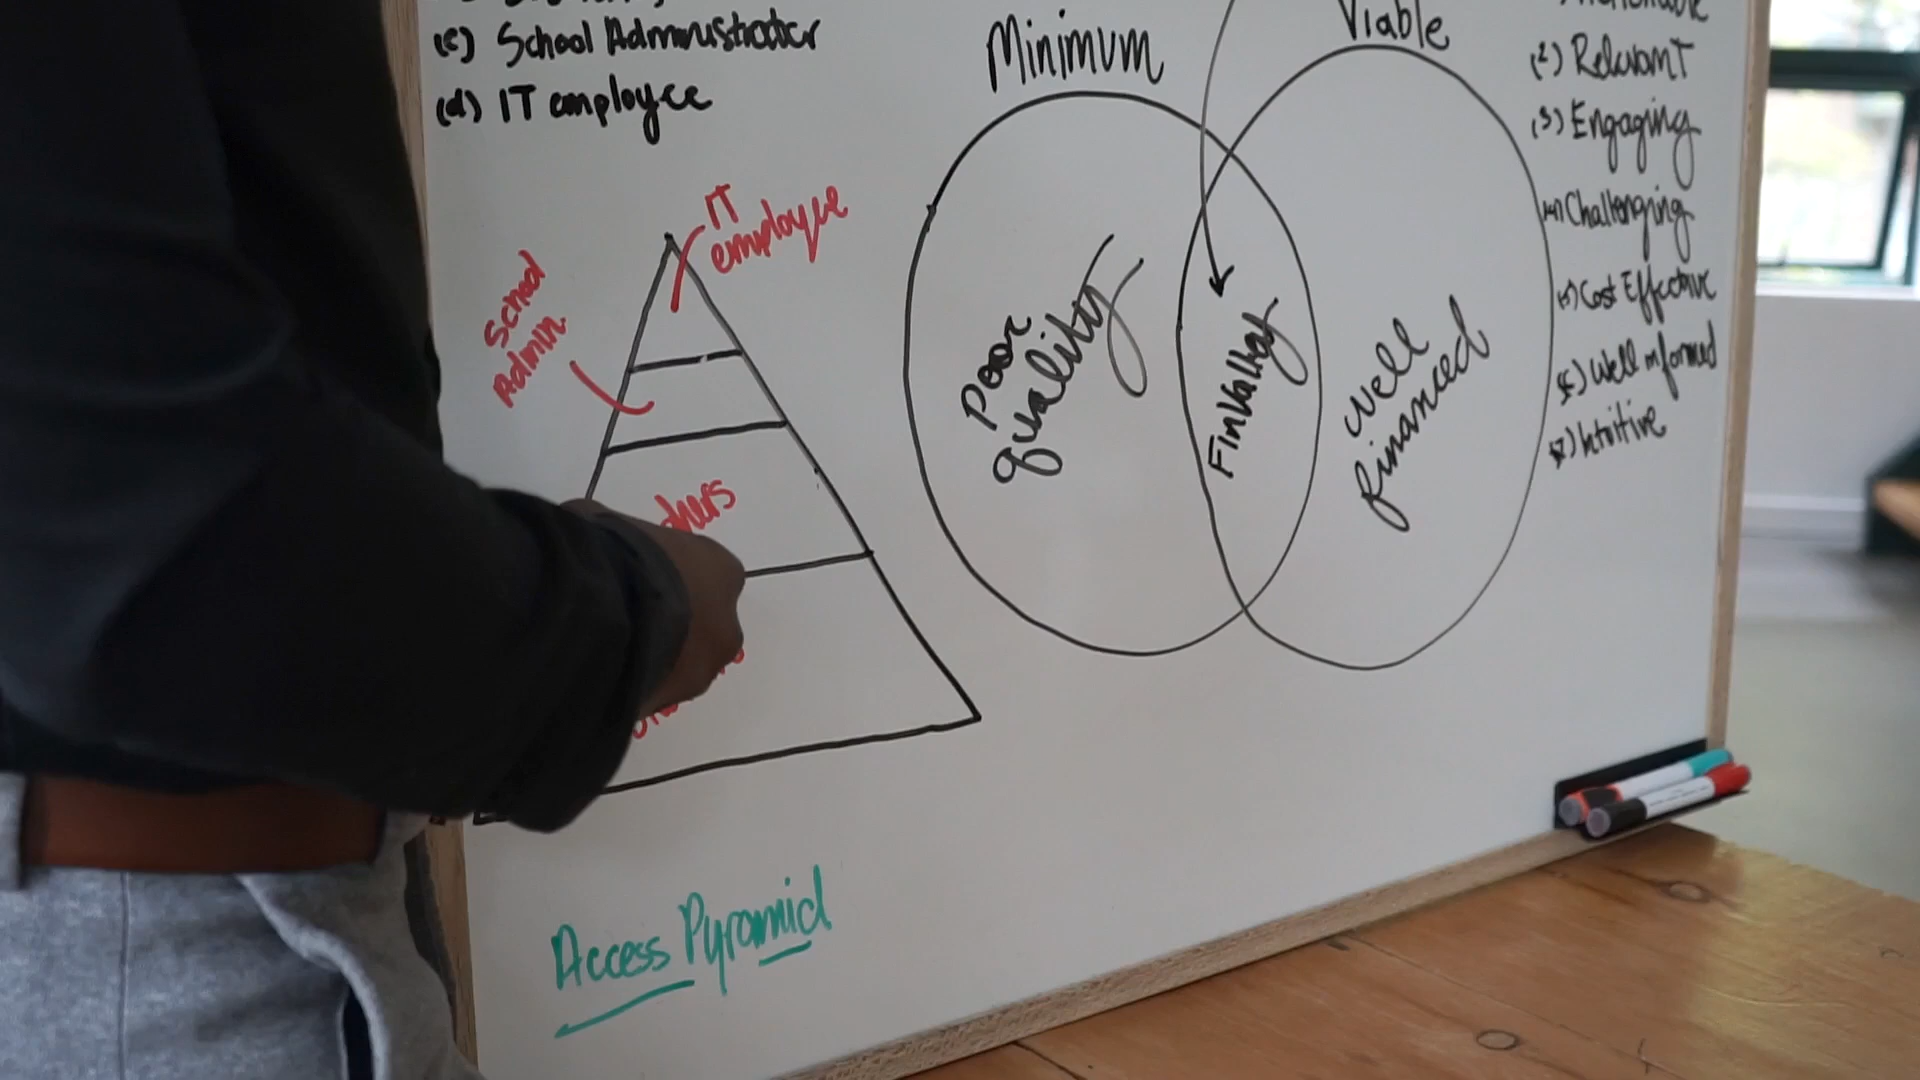 (c) School Administrator
(d) IT employee
IT
employee
School
Admin.
Access Pyramid
Minimum
Viable
Poor
quality
FinVallay
Well
financed
(2) Relevant
(3) Engaging
(4) Challenging
(5) Cost Effective
(6) Well informed
(7) Intuitive